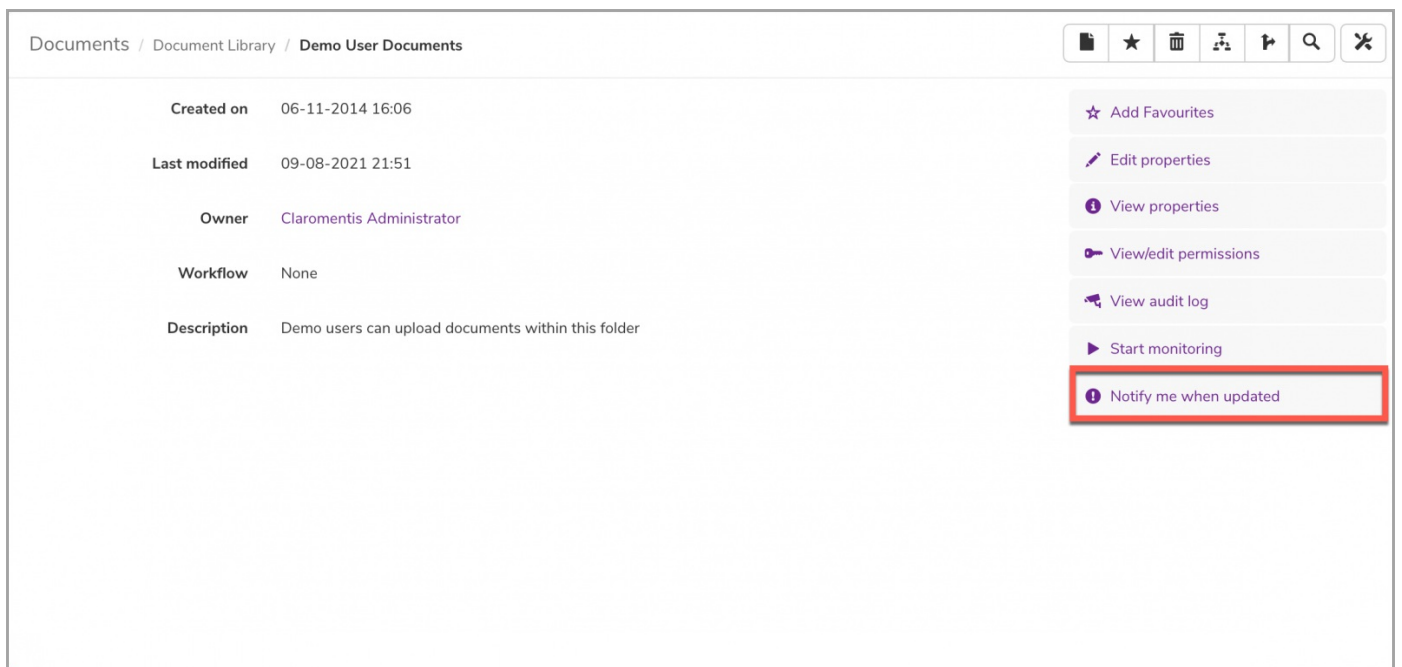 Documents / Document Library / Demo User Documents
Created on 06-11-2014 16:06
Last modified 09-08-2021 21:51
Owner Claromentis Administrator
Workflow None
Description Demo users can upload documents within this folder
Add Favourites
Edit properties
View properties
View/edit permissions
View audit log
Start monitoring
Notify me when updated